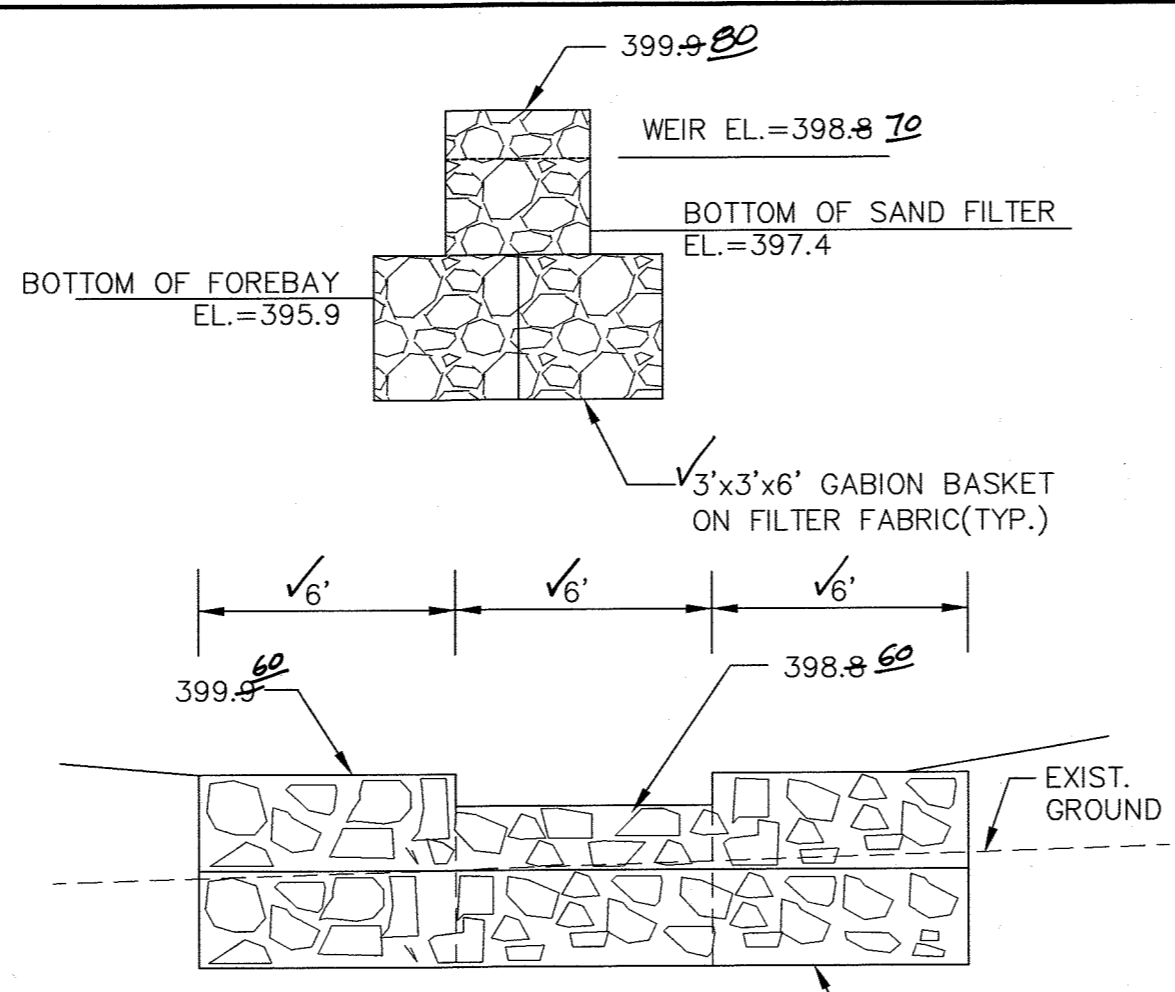 399.9 80
WEIR EL.=398.8 70
BOTTOM OF SAND FILTER
EL.=397.4
BOTTOM OF FOREBAY
EL.=395.9
✓3'x3'x6' GABION BASKET
ON FILTER FABRIC(TYP.)
✓6' ✓6' ✓6'
399.9 60
398.8 60
EXIST.
GROUND